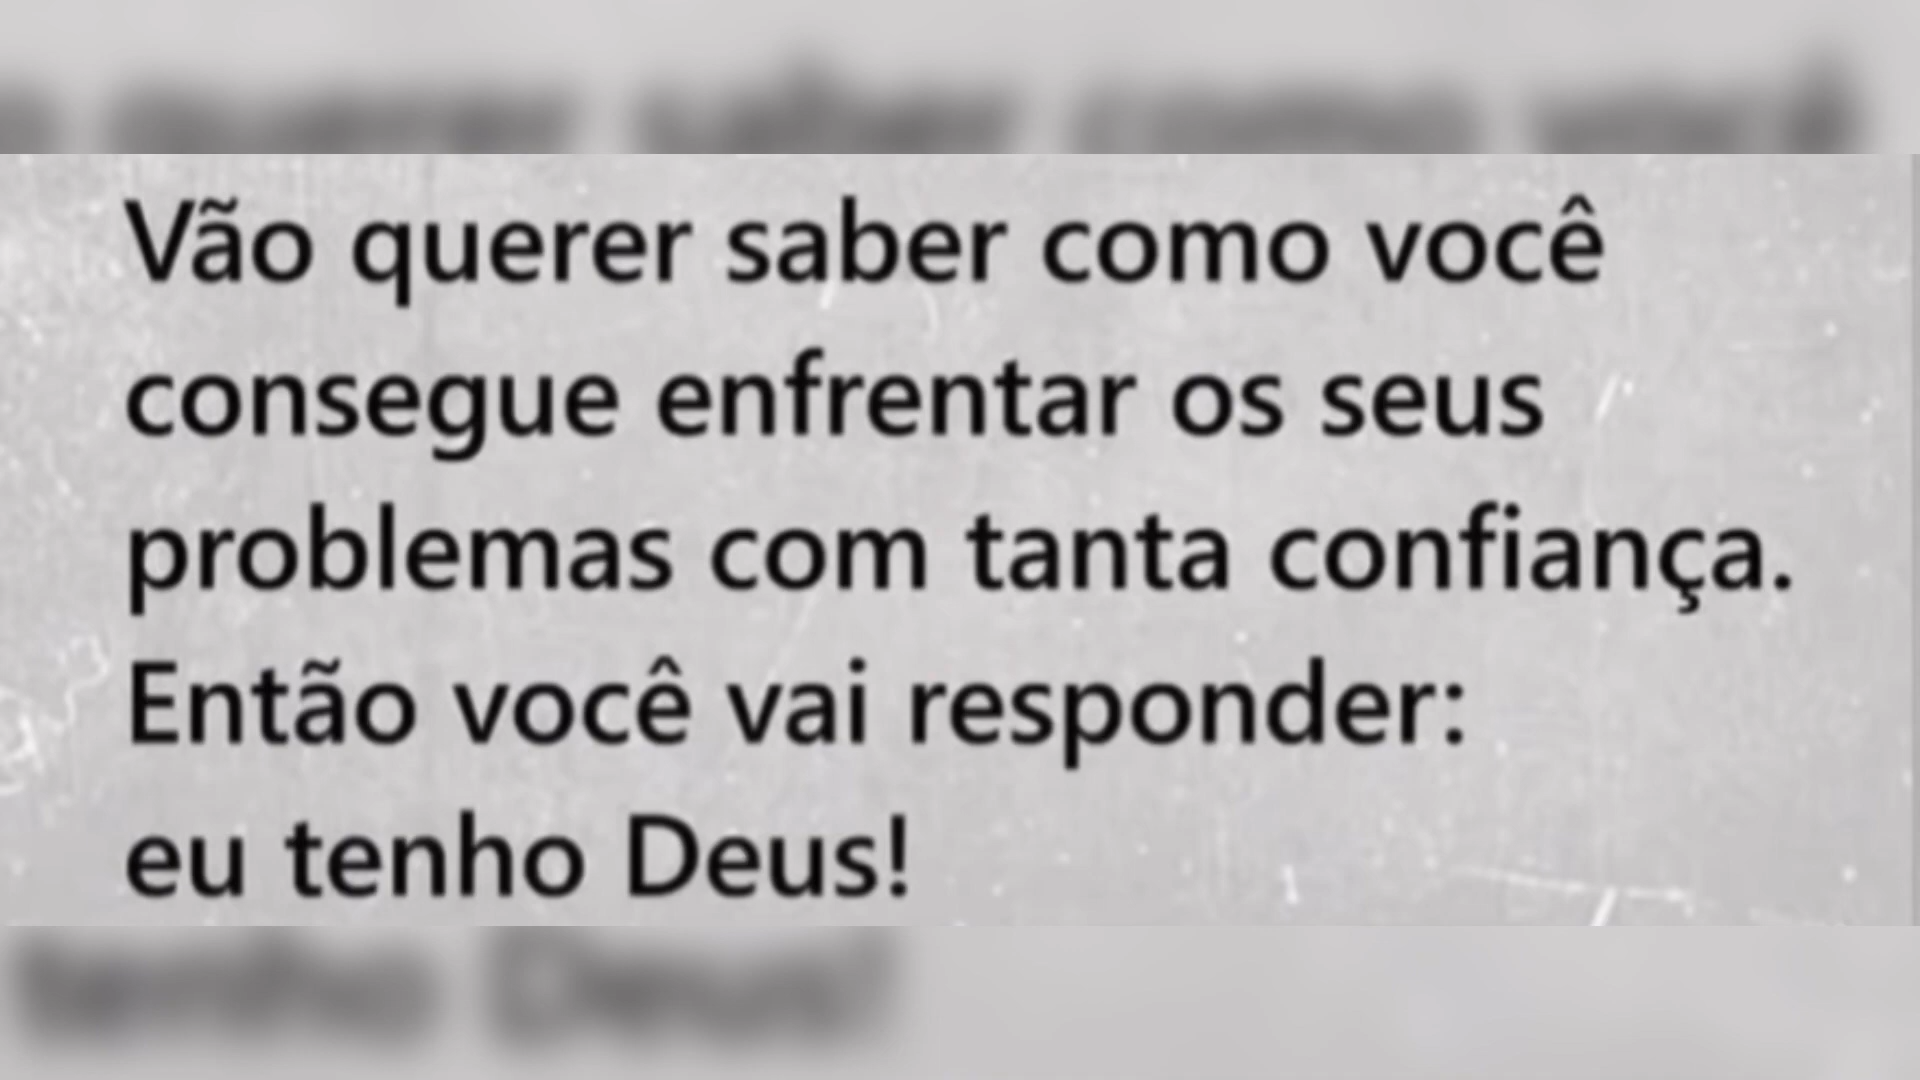 Vão querer saber como você
consegue enfrentar os seus
problemas com tanta confiança.
Então você vai responder:
eu tenho Deus!